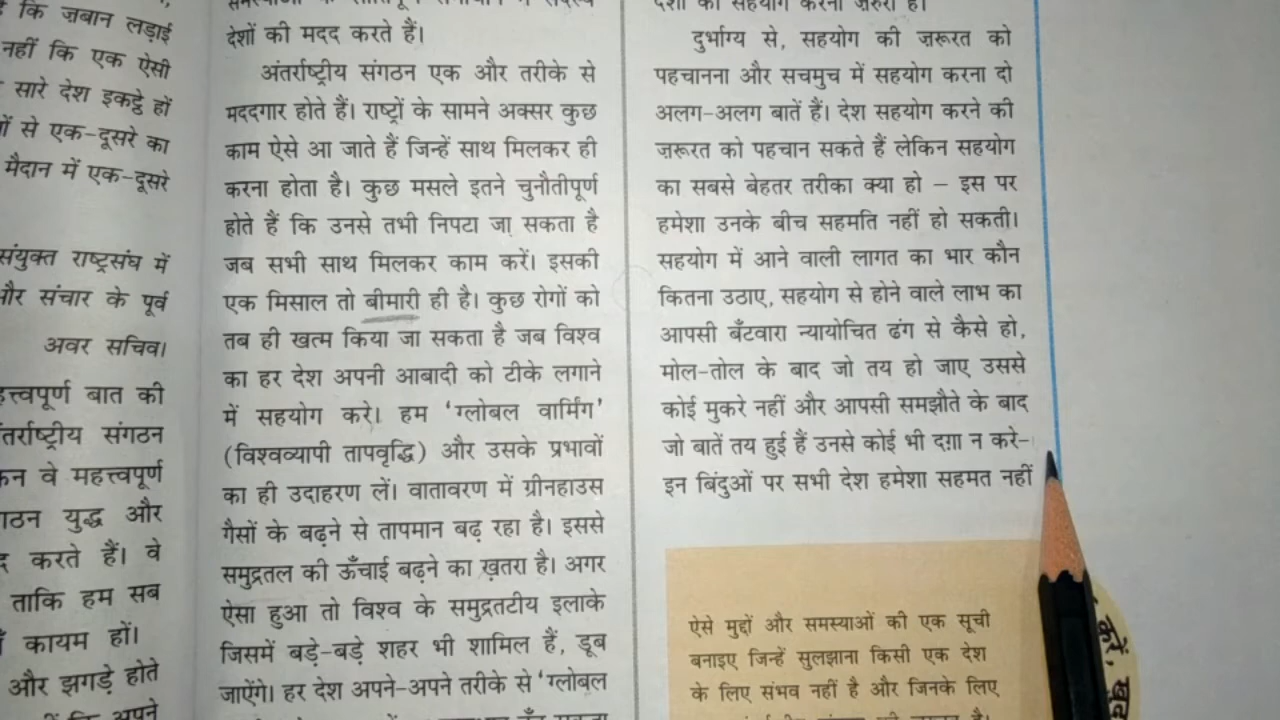 कि ज़बान लड़ाई
नहीं कि एक ऐसी
सारे देश इकट्ठे हों
से एक-दूसरे का
मैदान में एक-दूसरे
संयुक्त राष्ट्रसंघ में
और संचार के पूर्व
अवर सचिव।
बात की
संगठन
वे महत्त्वपूर्ण
युद्ध और
करते हैं। वे
ताकि हम सब
कायम हों।
और झगड़े होते
देशों की मदद करते हैं।
अंतर्राष्ट्रीय संगठन एक और तरीके से
मददगार होते हैं। राष्ट्रों के सामने अक्सर कुछ
काम ऐसे आ जाते हैं जिन्हें साथ मिलकर ही
करना होता है। कुछ मसले इतने चुनौतीपूर्ण
होते हैं कि उनसे तभी निपटा जा सकता है
जब सभी साथ मिलकर काम करें। इसकी
एक मिसाल तो बीमारी ही है। कुछ रोगों को
तब ही खत्म किया जा सकता है जब विश्व
का हर देश अपनी आबादी को टीके लगाने
में सहयोग करे। हम ‘ग्लोबल वार्मिंग’
(विश्वव्यापी तापवृद्धि) और उसके प्रभावों
का ही उदाहरण लें। वातावरण में ग्रीनहाउस
गैसों के बढ़ने से तापमान बढ़ रहा है। इससे
समुद्रतल की ऊँचाई बढ़ने का ख़तरा है। अगर
ऐसा हुआ तो विश्व के समुद्रतटीय इलाके
जिसमें बड़े-बड़े शहर भी शामिल हैं, डूब
जाएंगे। हर देश अपने-अपने तरीके से ‘ग्लोबल
देशों को सहयोग करना ज़रुरी है।
दुर्भाग्य से, सहयोग की ज़रूरत को
पहचानना और सचमुच में सहयोग करना दो
अलग-अलग बातें हैं। देश सहयोग करने की
ज़रूरत को पहचान सकते हैं लेकिन सहयोग
का सबसे बेहतर तरीका क्या हो – इस पर
हमेशा उनके बीच सहमति नहीं हो सकती।
सहयोग में आने वाली लागत का भार कौन
कितना उठाए, सहयोग से होने वाले लाभ का
आपसी बँटवारा न्यायोचित ढंग से कैसे हो,
मोल-तोल के बाद जो तय हो जाए उससे
कोई मुकरे नहीं और आपसी समझौते के बाद
जो बातें तय हुई हैं उनसे कोई भी दग़ा न करे-
इन बिंदुओं पर सभी देश हमेशा सहमत नहीं
ऐसे मुद्दों और समस्याओं की एक सूची
बनाइए जिन्हें सुलझाना किसी एक देश
के लिए संभव नहीं है और जिनके लिए
करें,